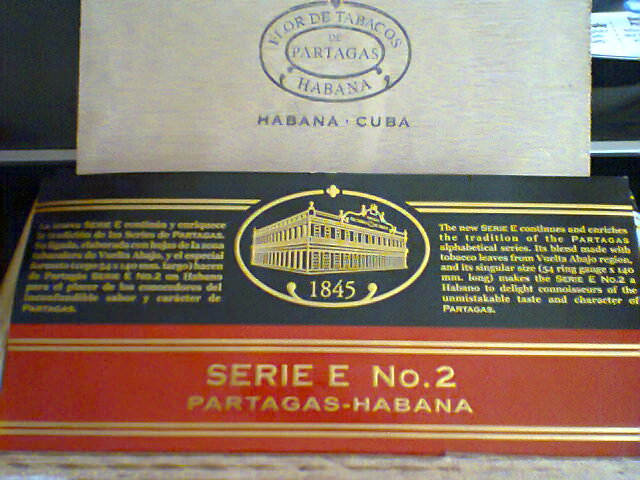 FLOR DE TABACOS
DE
PARTAGAS
HABANA
HABANA · CUBA
La nueva SERIE E continúa y enriquece
la tradición de las Series de PARTAGAS.
Su ligada, elaborada con hojas de la zona
tabacalera de Vuelta Abajo, y el especial
formato (cepo 54 x 140 mm. largo) hacen
de Partagás SERIE E No.2 un Habano
para el placer de los conocedores del
inconfundible sabor y carácter de
PARTAGAS.
1845
The new SERIE E continues and enriches
the tradition of the PARTAGAS
alphabetical series. Its blend made with
tobacco leaves from Vuelta Abajo region,
and its singular size (54 ring gauge x 140
mm. long) makes the SERIE E No.2 a
Habano to delight connoisseurs of the
unmistakable taste and character of
PARTAGAS.
SERIE E No.2
PARTAGAS-HABANA